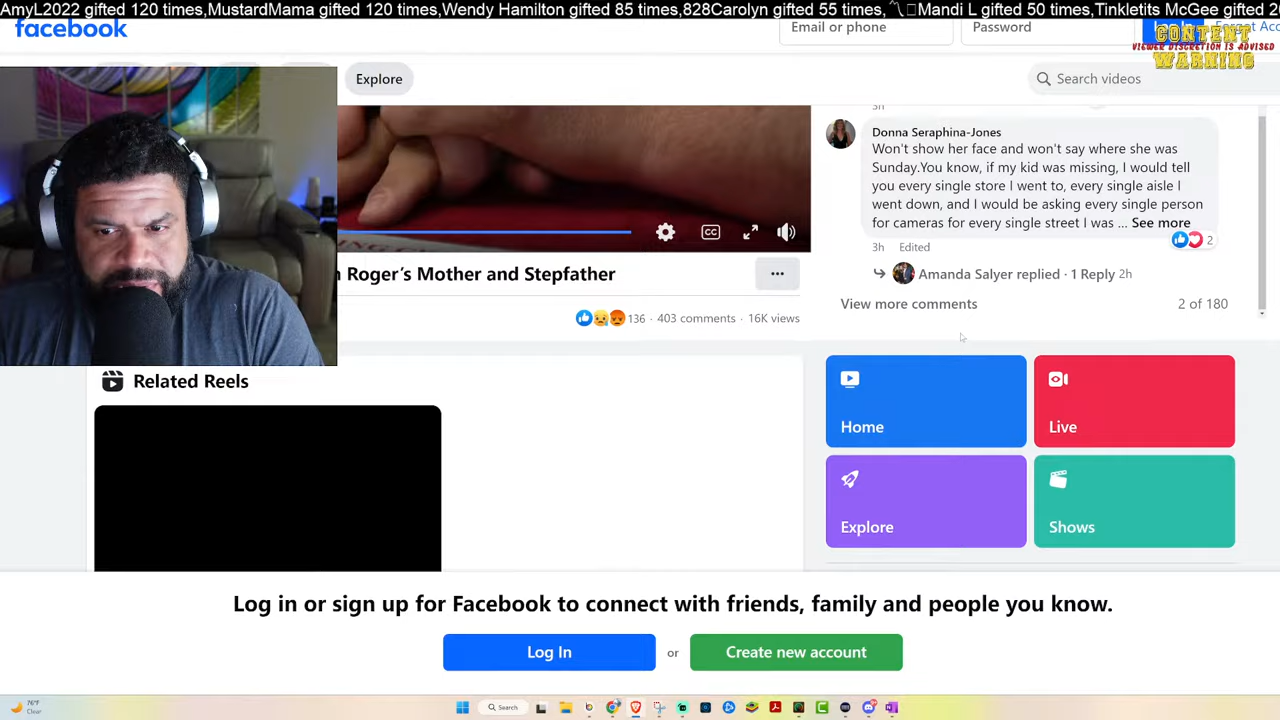 AmyL2022 gifted 120 times,MustardMama gifted 120 times,Wendy Hamilton gifted 85 times,828Carolyn gifted 55 times,
Mandi L gifted 50 times,Tinkletits McGee gifted 2
facebook
Email or phone
Password
CONTENT
VIEWER DISCRETION IS ADVISED
WARNING
Explore
Search videos
3h
Donna Seraphina-Jones
Won't show her face and won't say where she was
Sunday.You know, if my kid was missing, I would tell
you every single store I went to, every single aisle I
went down, and I would be asking every single person
for cameras for every single street I was ... See more
2
3h Edited
Amanda Salyer replied · 1 Reply 2h
View more comments
2 of 180
CC
Roger's Mother and Stepfather
136 · 403 comments · 16K views
Related Reels
Home
Live
Explore
Shows
Log in or sign up for Facebook to connect with friends, family and people you know.
Log In
or
Create new account
76°F
Clear
Search